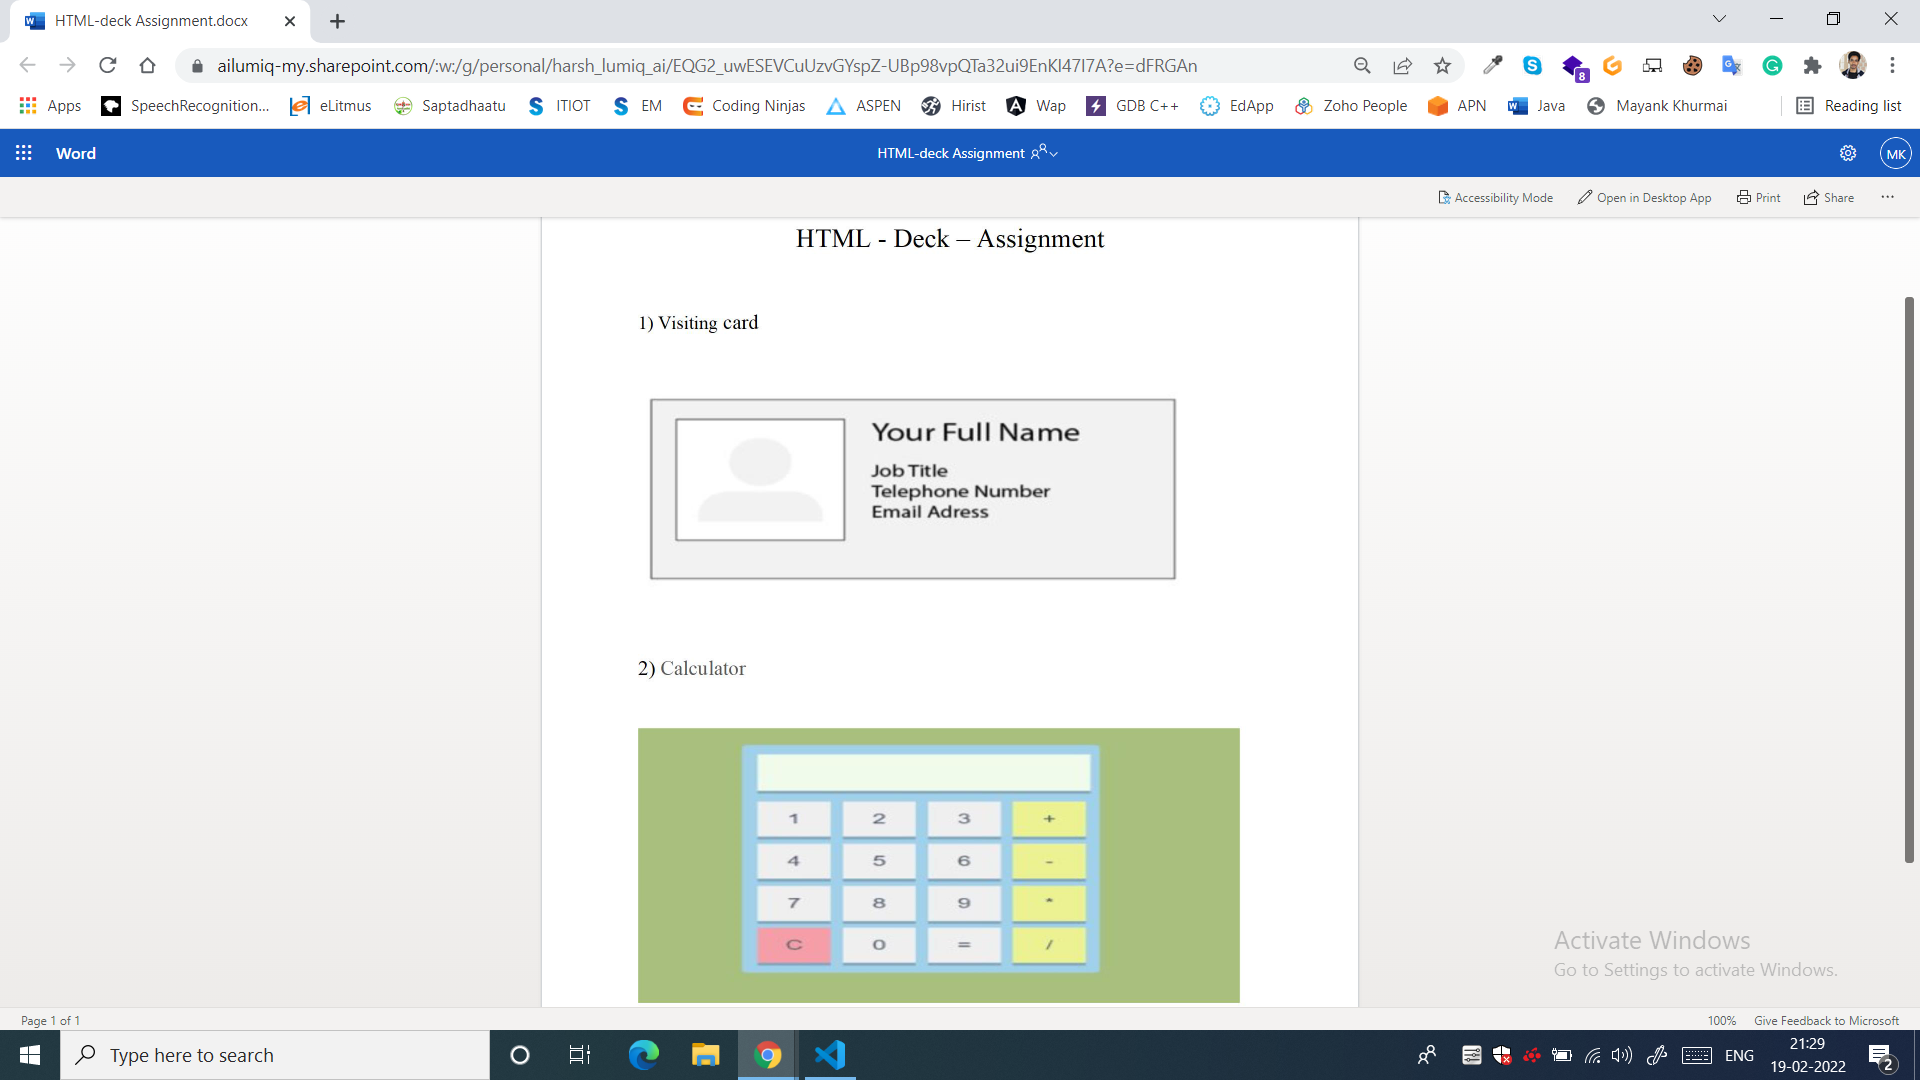 HTML-deck Assignment.docx
ailumiq-my.sharepoint.com/:w:/g/personal/harsh_lumiq_ai/EQG2_uwESEVCuUzvGYspZ-UBp98vpQTa32ui9EnKI47I7A?e=dFRGAn
8
Apps SpeechRecognition... eLitmus Saptadhaatu ITIOT EM Coding Ninjas ASPEN Hirist Wap GDB C++ EdApp Zoho People APN Java Mayank Khurmai Reading list
Word HTML-deck Assignment MK
Accessibility Mode Open in Desktop App Print Share ...
HTML - Deck – Assignment
1) Visiting card
Your Full Name
Job Title
Telephone Number
Email Adress
2) Calculator
1 2 3 +
4 5 6 -
7 8 9 *
C 0 = /
Activate Windows
Go to Settings to activate Windows.
Page 1 of 1 100% Give Feedback to Microsoft
Type here to search
ENG
21:29
19-02-2022
2